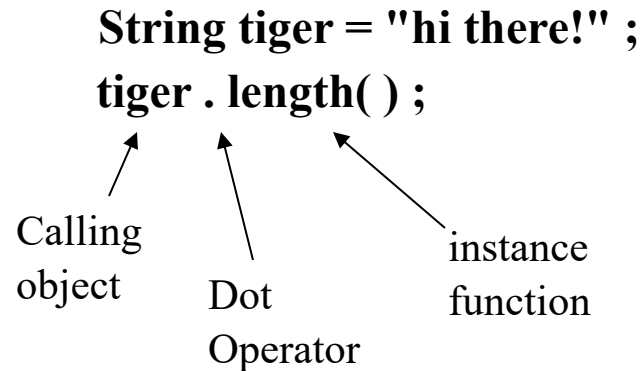 String tiger = "hi there!" ;
tiger . length( ) ;
Calling
object
Dot
Operator
instance
function